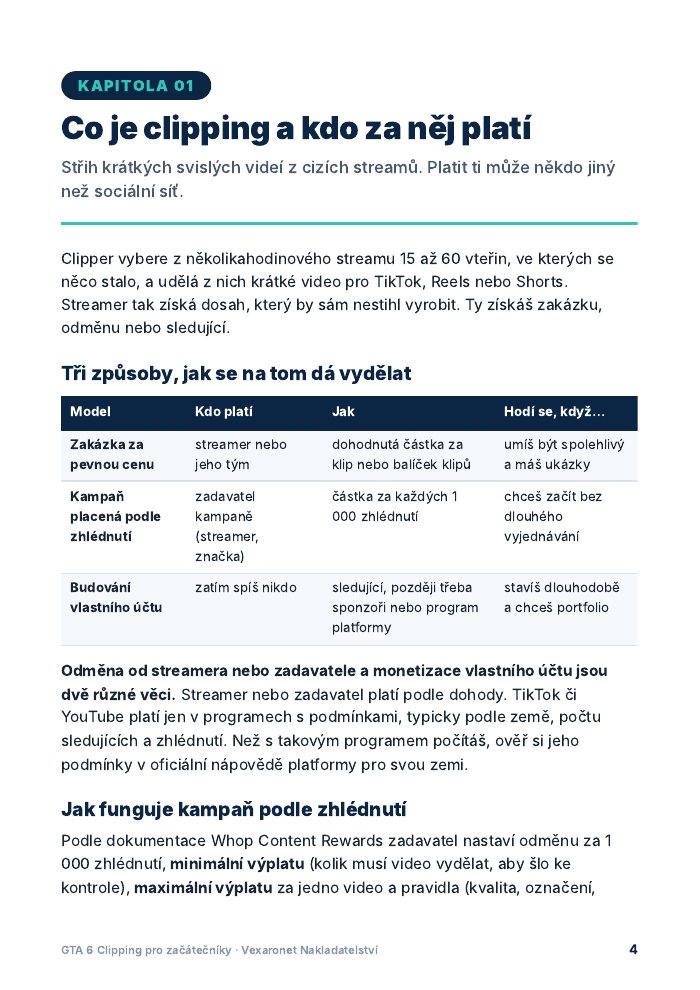 KAPITOLA 01
Co je clipping a kdo za něj platí
Střih krátkých svislých videí z cizích streamů. Platit ti může někdo jiný
než sociální síť.
Clipper vybere z několikahodinového streamu 15 až 60 vteřin, ve kterých se
něco stalo, a udělá z nich krátké video pro TikTok, Reels nebo Shorts.
Streamer tak získá dosah, který by sám nestihl vyrobit. Ty získáš zakázku,
odměnu nebo sledující.
Tři způsoby, jak se na tom dá vydělat
Model Kdo platí Jak Hodí se, když…
Zakázka za streamer nebo dohodnutá částka za umíš být spolehlivý
pevnou cenu jeho tým klip nebo balíček klipů a máš ukázky
Kampaň zadavatel částka za každých 1 chceš začít bez
placená podle kampaně 000 zhlédnutí dlouhého
zhlédnutí (streamer, vyjednávání
značka)
Budování zatím spíš nikdo sledující, později třeba stavíš dlouhodobě
vlastního účtu sponzoři nebo program a chceš portfolio
platformy
Odměna od streamera nebo zadavatele a monetizace vlastního účtu jsou
dvě různé věci. Streamer nebo zadavatel platí podle dohody. TikTok či
YouTube platí jen v programech s podmínkami, typicky podle země, počtu
sledujících a zhlédnutí. Než s takovým programem počítáš, ověř si jeho
podmínky v oficiální nápovědě platformy pro svou zemi.
Jak funguje kampaň podle zhlédnutí
Podle dokumentace Whop Content Rewards zadavatel nastaví odměnu za 1
000 zhlédnutí, minimální výplatu (kolik musí video vydělat, aby šlo ke
kontrole), maximální výplatu za jedno video a pravidla (kvalita, označení,
GTA 6 Clipping pro začátečníky · Vexaronet Nakladatelství 4